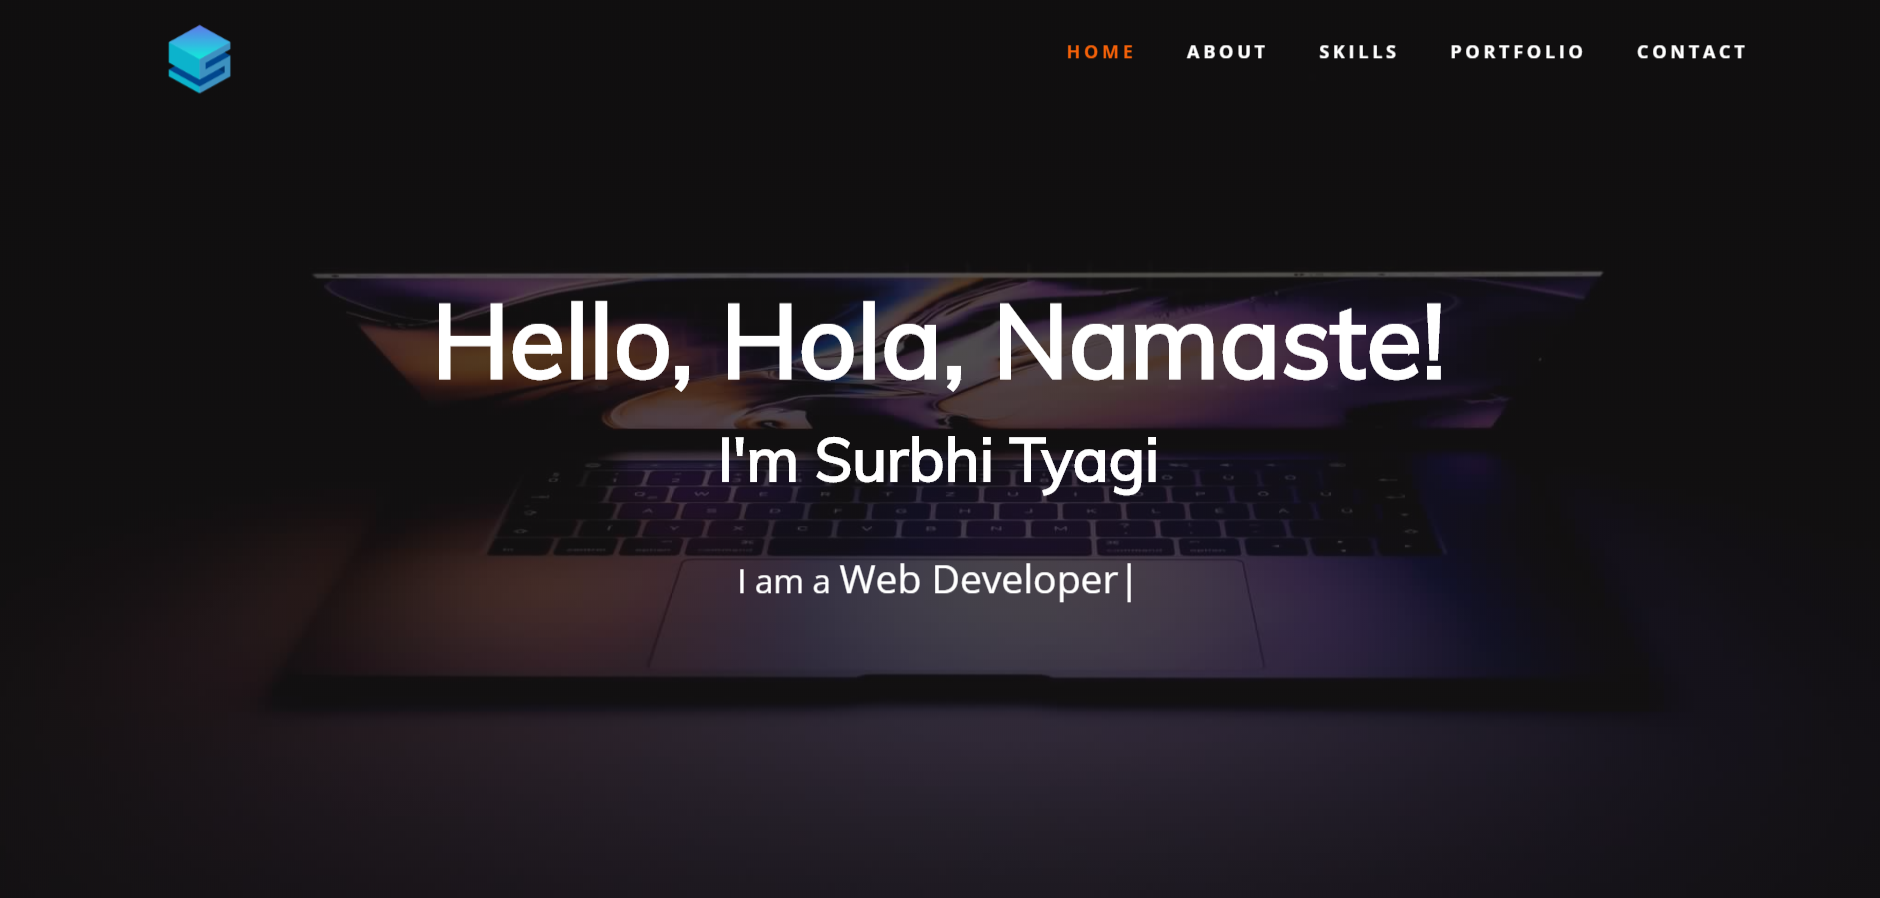 HOME ABOUT SKILLS PORTFOLIO CONTACT
Hello, Hola, Namaste!
I'm Surbhi Tyagi
I am a Web Developer|